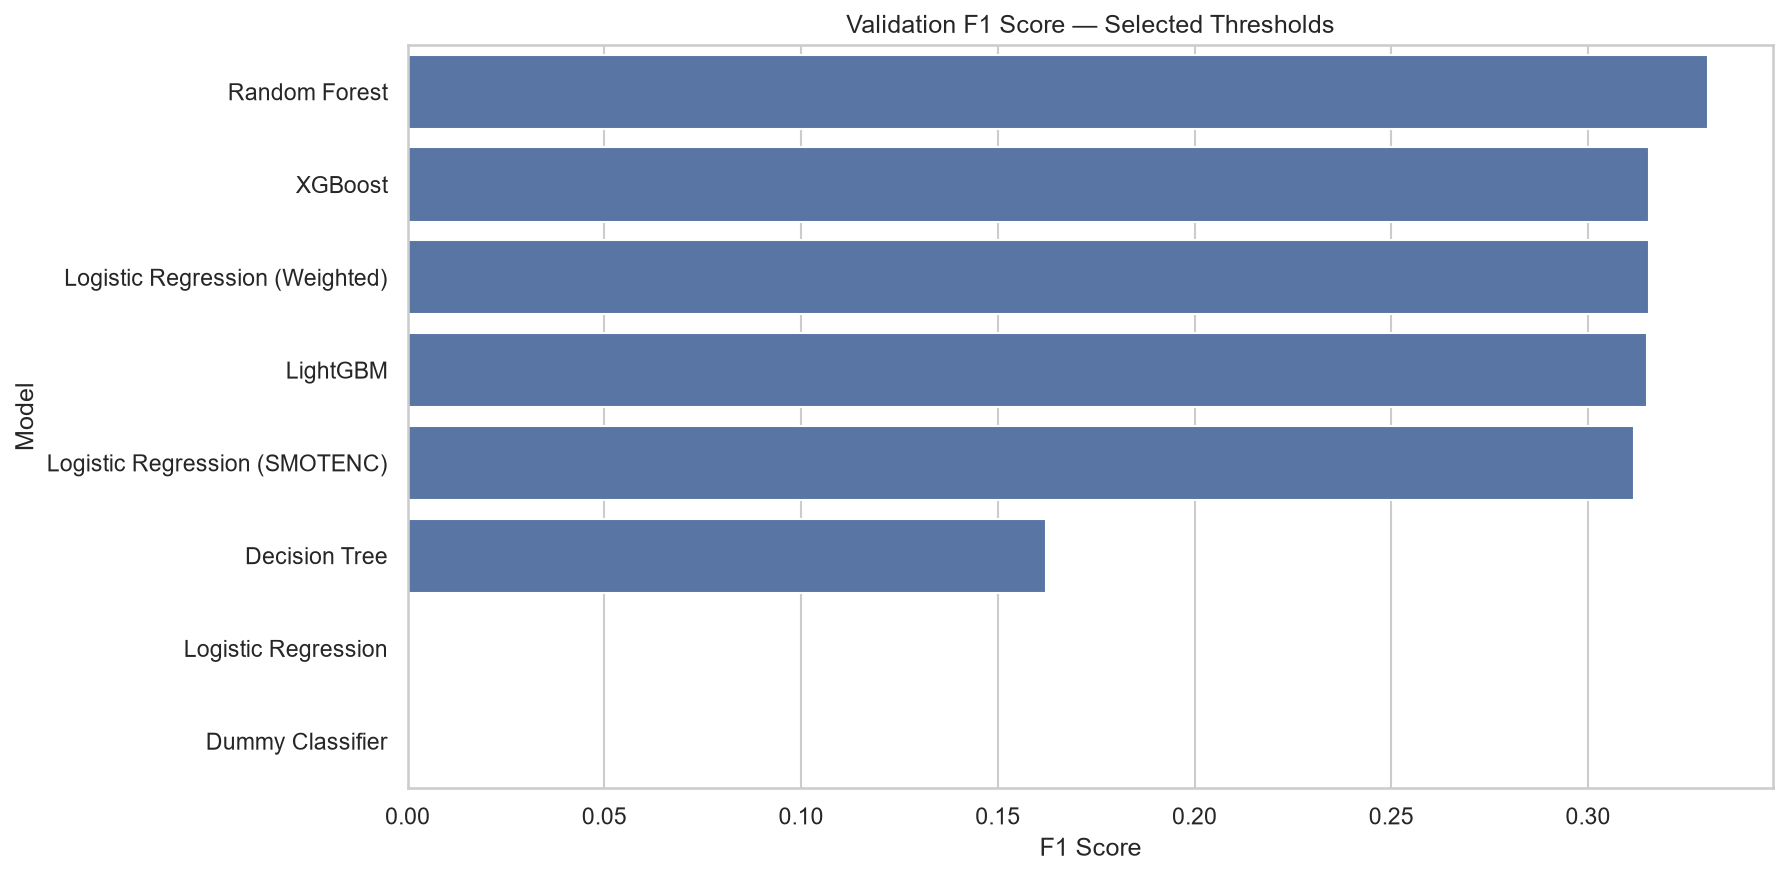 Validation F1 Score — Selected Thresholds
Model
Random Forest
XGBoost
Logistic Regression (Weighted)
LightGBM
Logistic Regression (SMOTENC)
Decision Tree
Logistic Regression
Dummy Classifier
0.00 0.05 0.10 0.15 0.20 0.25 0.30
F1 Score